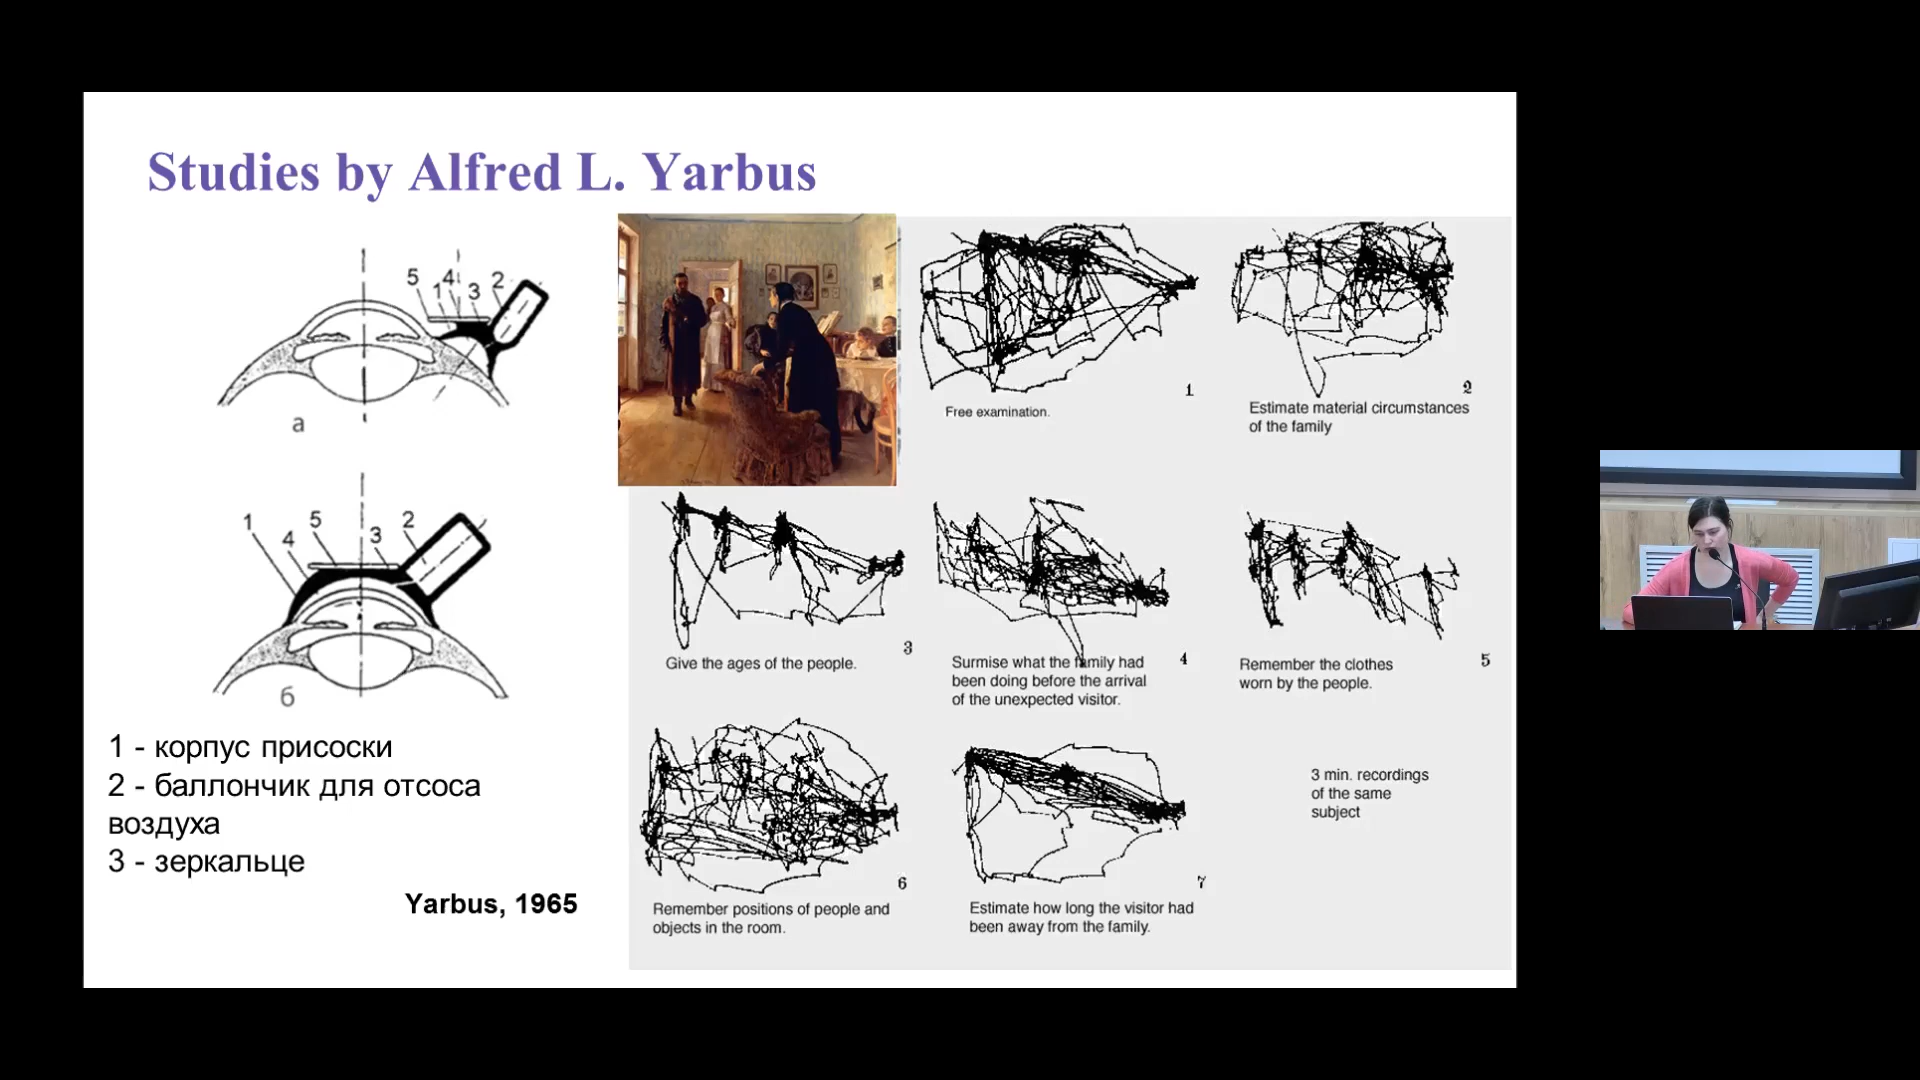 Studies by Alfred L. Yarbus
5 4 2
1 3
а
1 5 2
4 3
б
1 - корпус присоски
2 - баллончик для отсоса
воздуха
3 - зеркальце
Yarbus, 1965
1
Free examination.
2
Estimate material circumstances
of the family
3
Give the ages of the people.
4
Surmise what the family had
been doing before the arrival
of the unexpected visitor.
5
Remember the clothes
worn by the people.
6
Remember positions of people and
objects in the room.
7
Estimate how long the visitor had
been away from the family.
3 min. recordings
of the same
subject